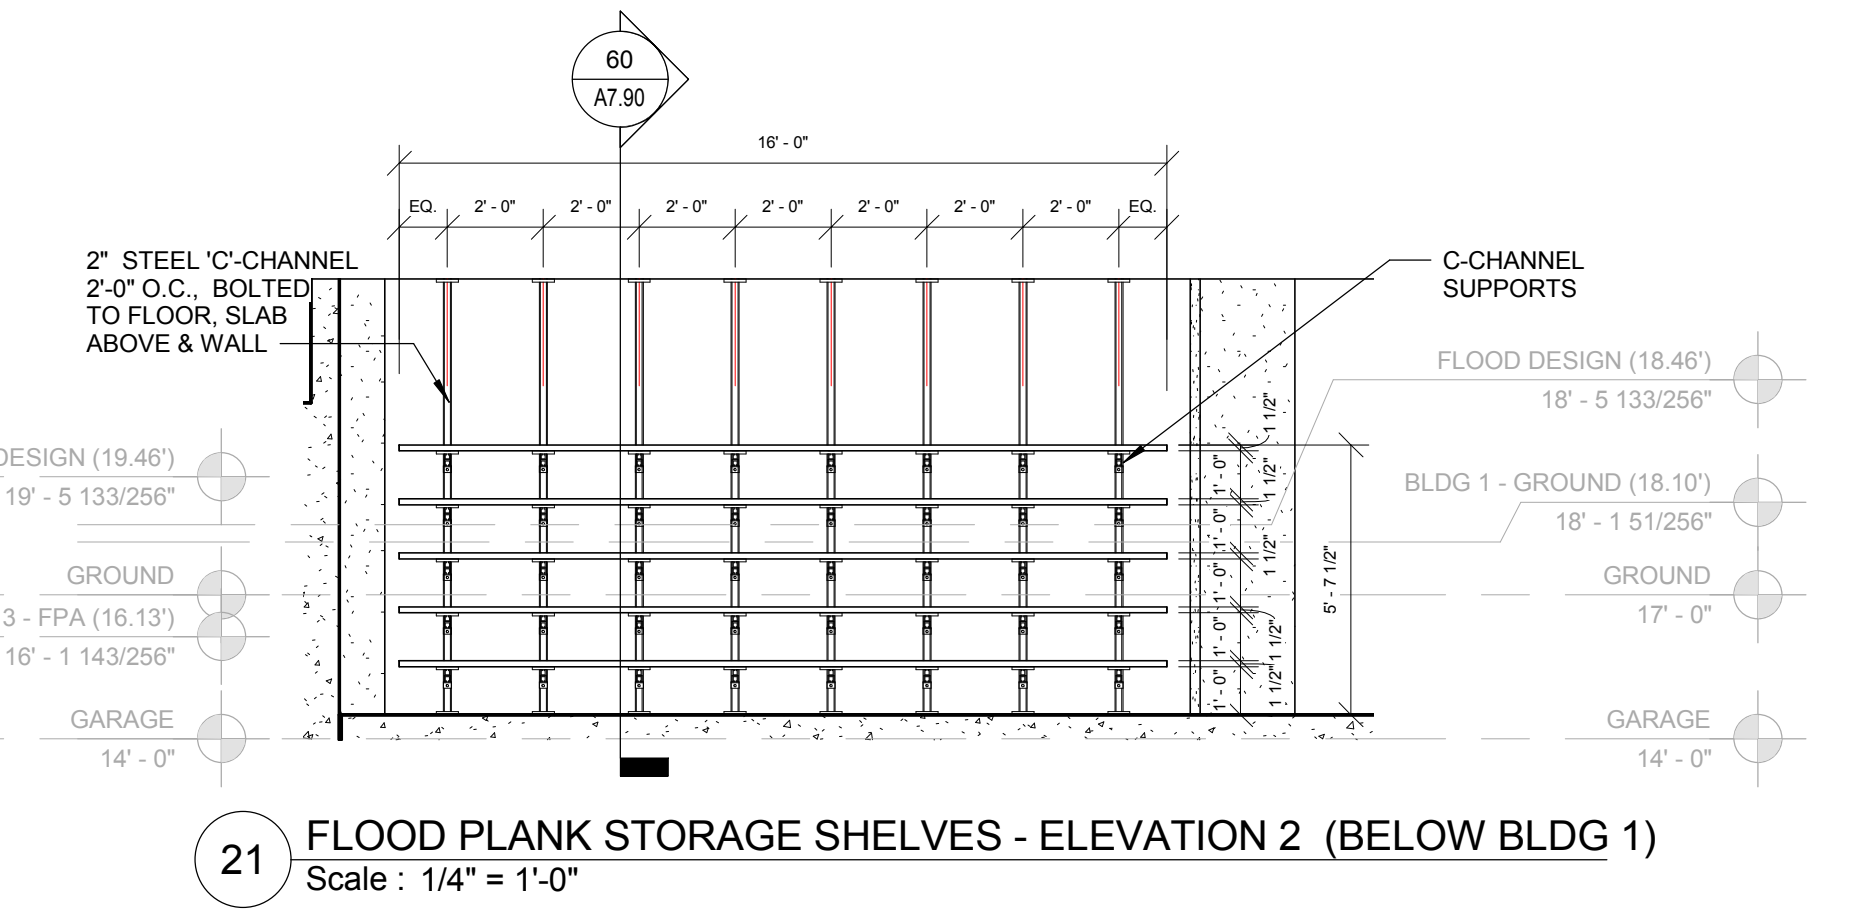 60
A7.90
16' - 0"
EQ. 2' - 0" 2' - 0" 2' - 0" 2' - 0" 2' - 0" 2' - 0" 2' - 0" EQ.
2" STEEL 'C'-CHANNEL
2'-0" O.C., BOLTED
TO FLOOR, SLAB
ABOVE & WALL
C-CHANNEL
SUPPORTS
DESIGN (19.46')
19' - 5 133/256"
GROUND
3 - FPA (16.13')
16' - 1 143/256"
GARAGE
14' - 0"
1' - 0"
1' - 0"
1' - 0"
1' - 0"
1' - 0"
1 1/2"
1 1/2"
1 1/2"
1 1/2"
1 1/2"
5' - 7 1/2"
FLOOD DESIGN (18.46')
18' - 5 133/256"
BLDG 1 - GROUND (18.10')
18' - 1 51/256"
GROUND
17' - 0"
GARAGE
14' - 0"
21
FLOOD PLANK STORAGE SHELVES - ELEVATION 2 (BELOW BLDG 1)
Scale : 1/4" = 1'-0"